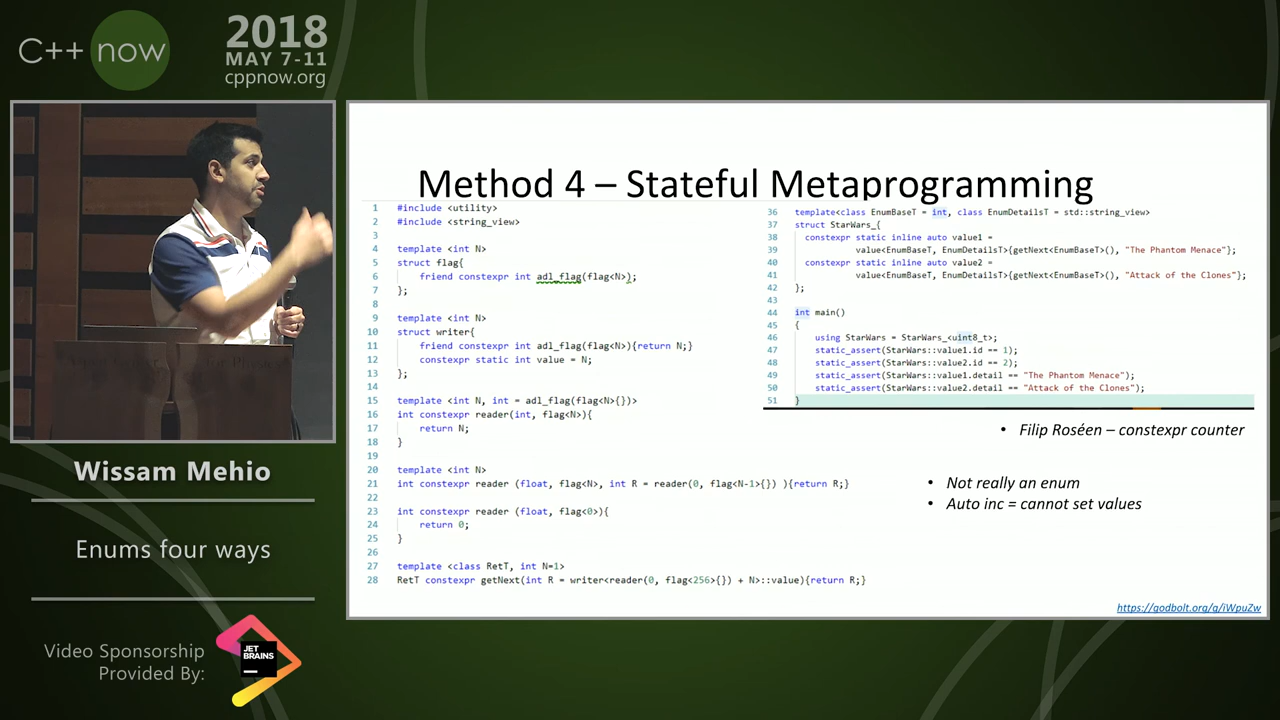 C++ now
2018
MAY 7-11
cppnow.org
Wissam Mehio
Enums four ways
Video Sponsorship
Provided By:
JET
BRAINS
Method 4 – Stateful Metaprogramming
1 #include <utility>
2 #include <string_view>
3
4 template <int N>
5 struct flag{
6 friend constexpr int adl_flag(flag<N>);
7 };
8
9 template <int N>
10 struct writer{
11 friend constexpr int adl_flag(flag<N>){return N;}
12 constexpr static int value = N;
13 };
14
15 template <int N, int = adl_flag(flag<N>{})>
16 int constexpr reader(int, flag<N>){
17 return N;
18 }
19
20 template <int N>
21 int constexpr reader (float, flag<N>, int R = reader(0, flag<N-1>{}) ){return R;}
22
23 int constexpr reader (float, flag<0>){
24 return 0;
25 }
26
27 template <class RetT, int N=1>
28 RetT constexpr getNext(int R = writer<reader(0, flag<256>{}) + N>::value){return R;}
36 template<class EnumBaseT = int, class EnumDetailsT = std::string_view>
37 struct StarWars_{
38 constexpr static inline auto value1 =
39 value<EnumBaseT, EnumDetailsT>{getNext<EnumBaseT>(), "The Phantom Menace"};
40 constexpr static inline auto value2 =
41 value<EnumBaseT, EnumDetailsT>{getNext<EnumBaseT>(), "Attack of the Clones"};
42 };
43
44 int main()
45 {
46 using StarWars = StarWars_<uint8_t>;
47 static_assert(StarWars::value1.id == 1);
48 static_assert(StarWars::value2.id == 2);
49 static_assert(StarWars::value1.detail == "The Phantom Menace");
50 static_assert(StarWars::value2.detail == "Attack of the Clones");
51 }
• Filip Roséen – constexpr counter
• Not really an enum
• Auto inc = cannot set values
https://godbolt.org/g/iWpuZw